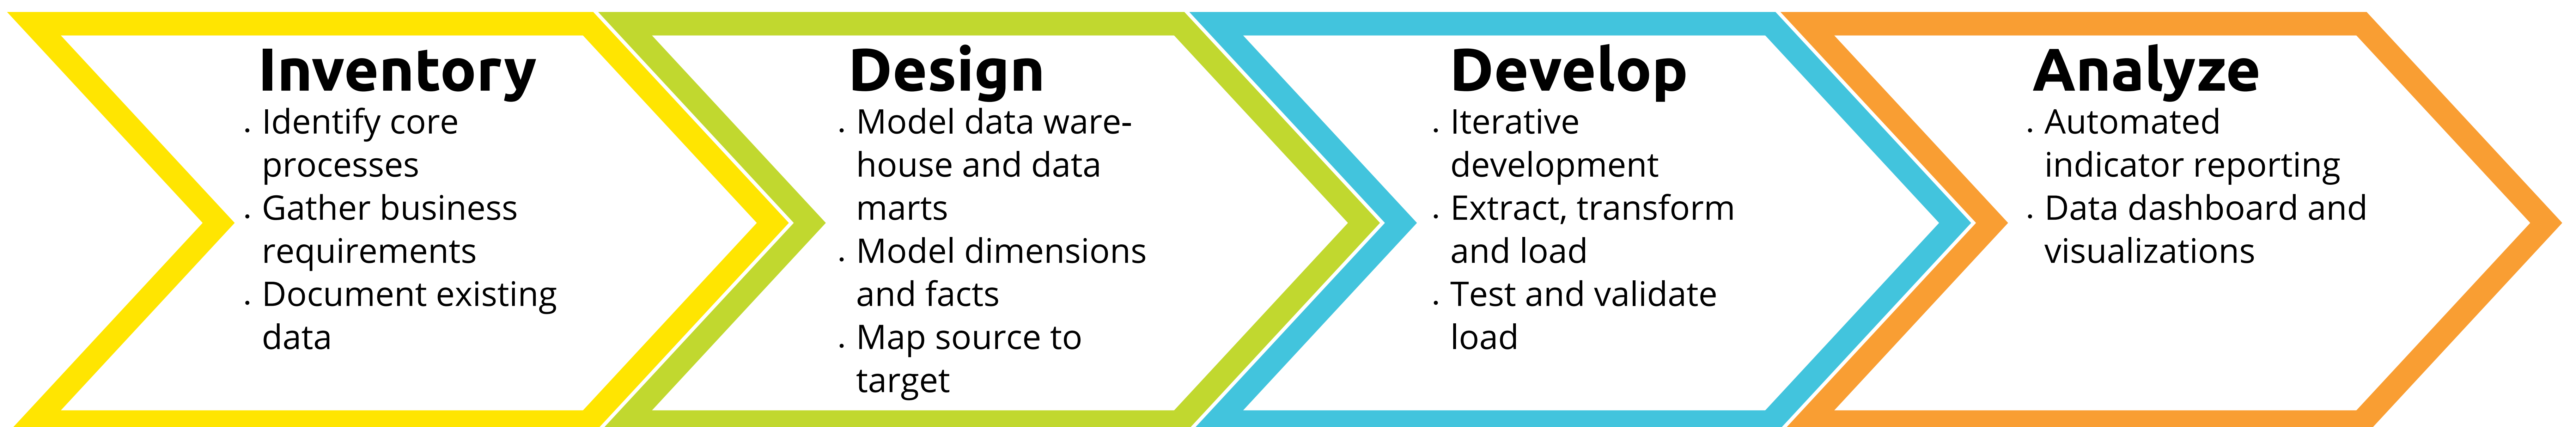 Inventory
. Identify core
processes
. Gather business
requirements
. Document existing
data
Design
. Model data ware-
house and data
marts
. Model dimensions
and facts
. Map source to
target
Develop
. Iterative
development
. Extract, transform
and load
. Test and validate
load
Analyze
. Automated
indicator reporting
. Data dashboard and
visualizations